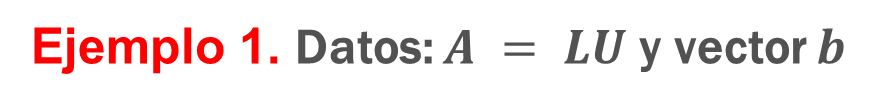 Ejemplo 1. Datos: A = LU y vector b